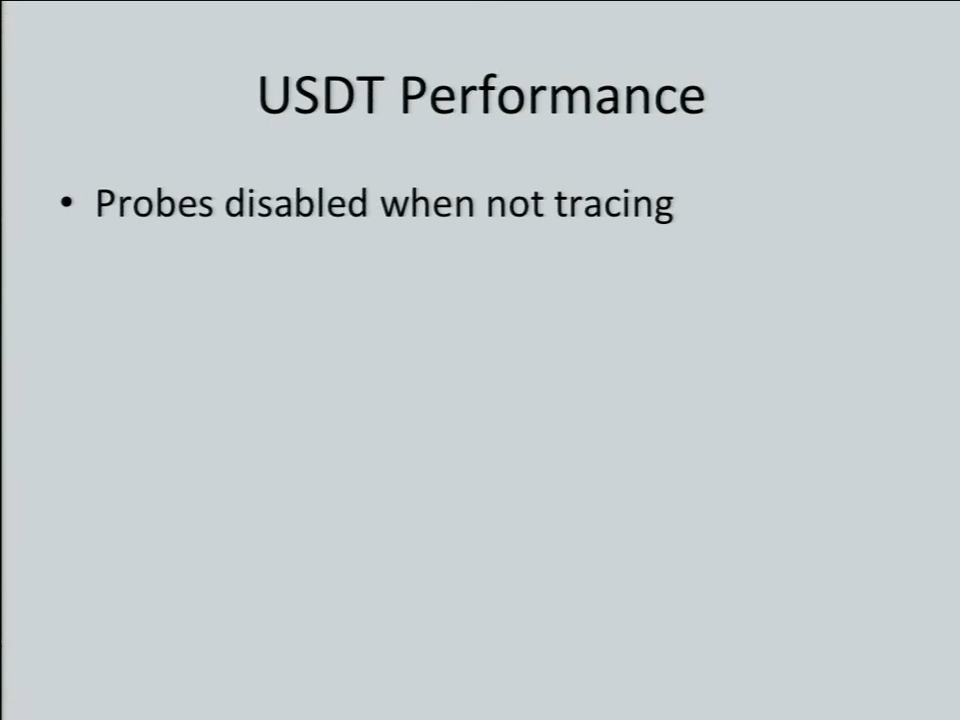 USDT Performance
• Probes disabled when not tracing